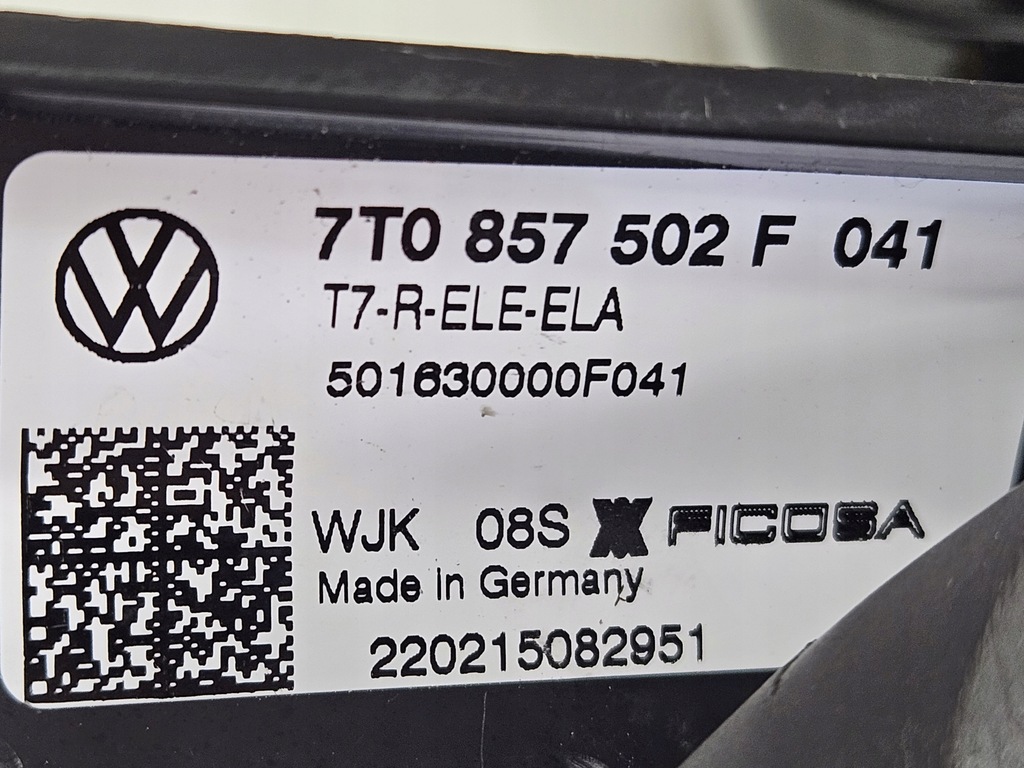 7T0 857 502 F 041
T7-R-ELE-ELA
501630000F041
WJK 08S FICOSA
Made in Germany
220215082951